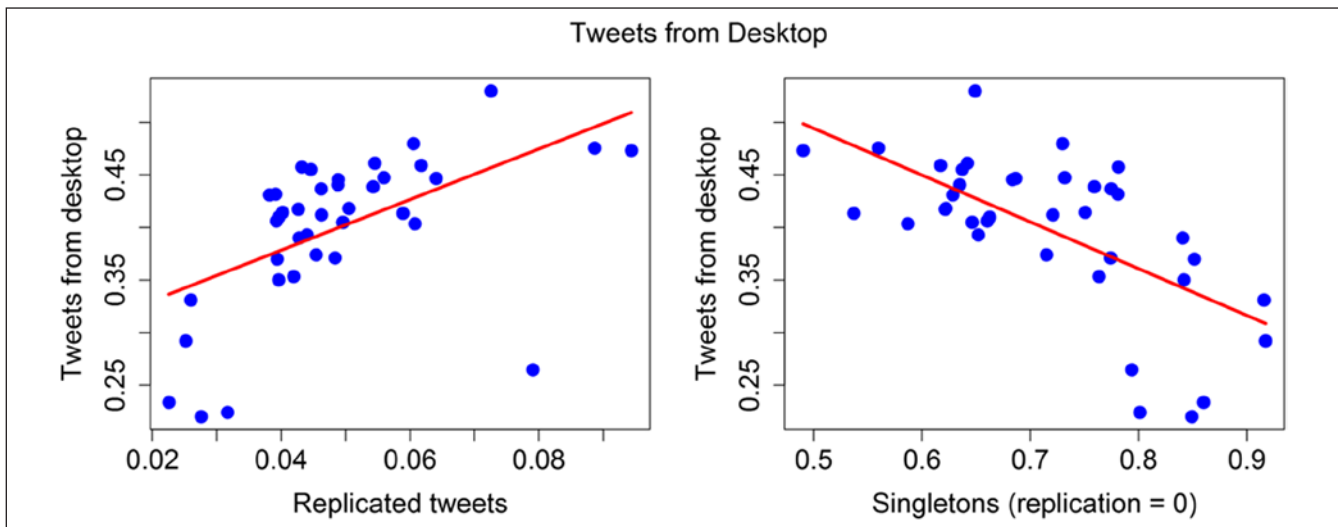 Tweets from Desktop
Tweets from desktop
0.45
0.35
0.25
0.02 0.04 0.06 0.08
Replicated tweets
Tweets from desktop
0.45
0.35
0.25
0.5 0.6 0.7 0.8 0.9
Singletons (replication = 0)